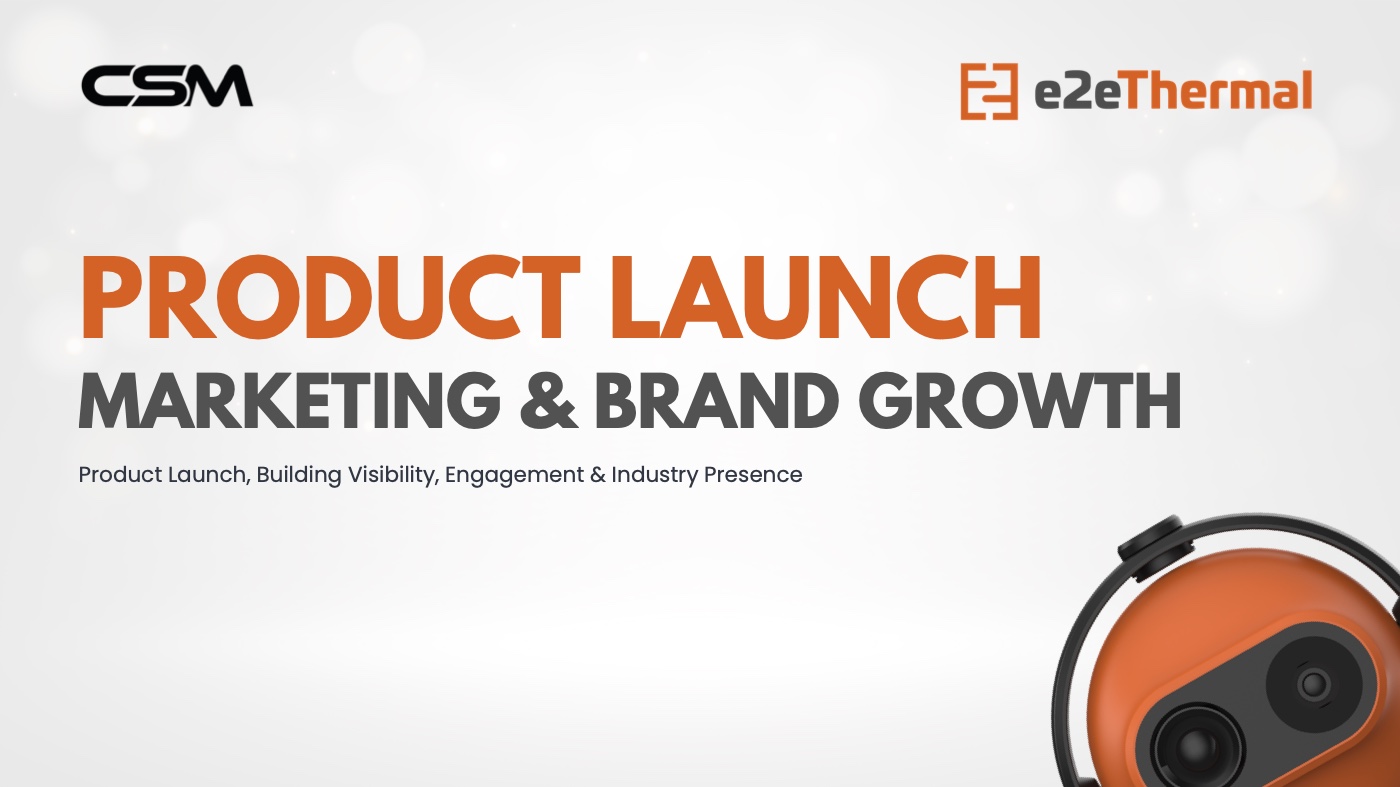 CSM
e2eThermal
PRODUCT LAUNCH
MARKETING & BRAND GROWTH
Product Launch, Building Visibility, Engagement & Industry Presence